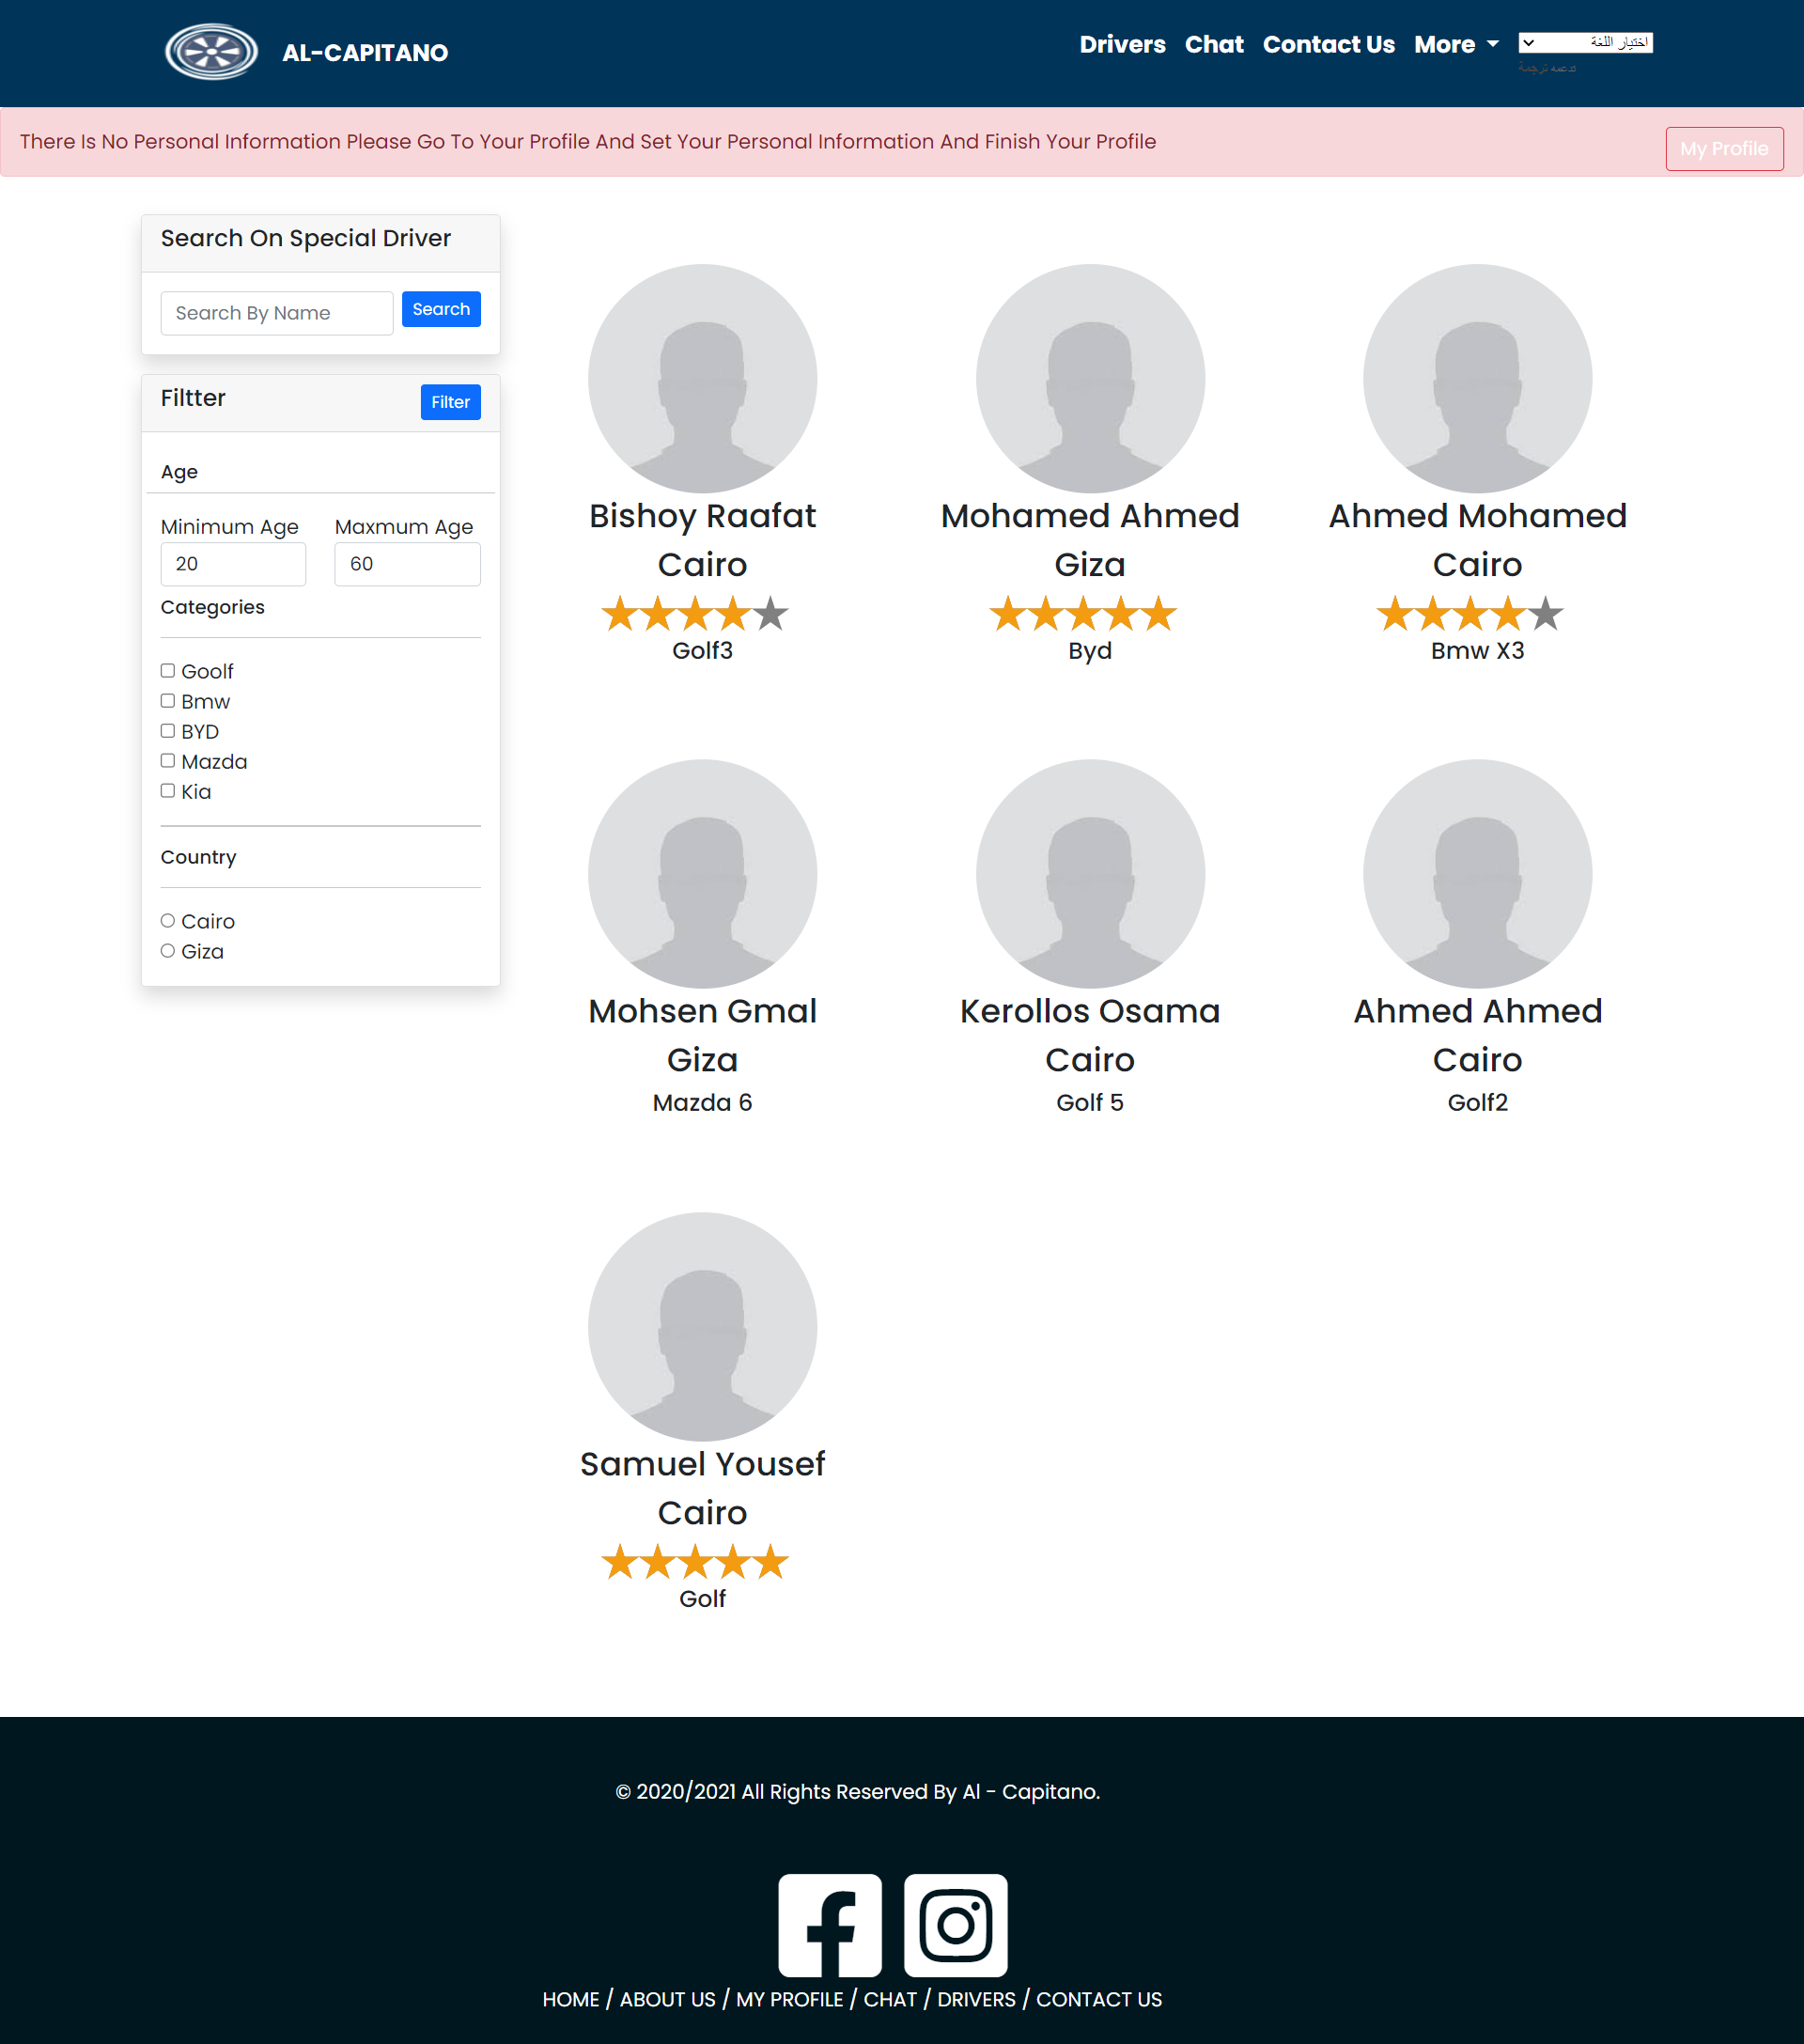 AL-CAPITANO
Drivers Chat Contact Us More
اختيار اللغة
تدعمه ترجمة
There Is No Personal Information Please Go To Your Profile And Set Your Personal Information And Finish Your Profile
My Profile
Search On Special Driver
Search By Name
Search
Filtter
Filter
Age
Minimum Age
Maxmum Age
20
60
Categories
Goolf
Bmw
BYD
Mazda
Kia
Country
Cairo
Giza
Bishoy Raafat
Cairo
Golf3
Mohamed Ahmed
Giza
Byd
Ahmed Mohamed
Cairo
Bmw X3
Mohsen Gmal
Giza
Mazda 6
Kerollos Osama
Cairo
Golf 5
Ahmed Ahmed
Cairo
Golf2
Samuel Yousef
Cairo
Golf
© 2020/2021 All Rights Reserved By Al - Capitano.
HOME / ABOUT US / MY PROFILE / CHAT / DRIVERS / CONTACT US